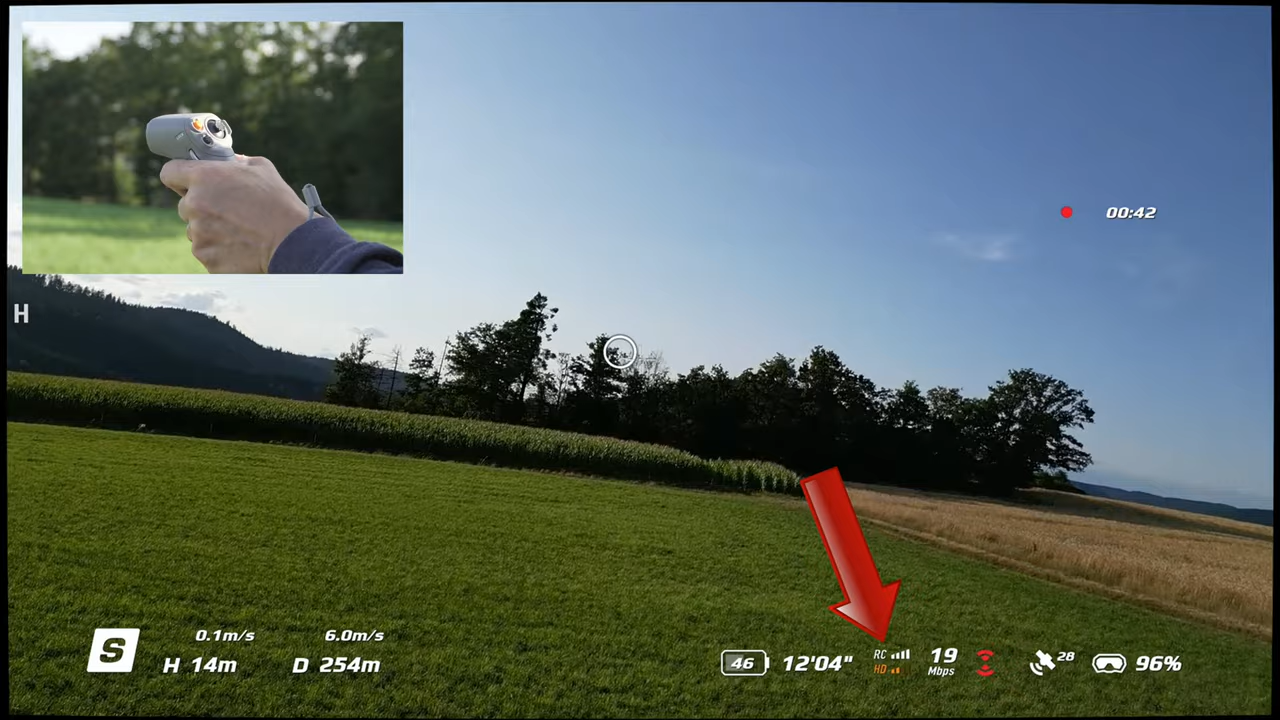 00:42
H
S
0.1m/s 6.0m/s
H 14m D 254m
46 12'04"
RC
HD
19
Mbps
28
96%